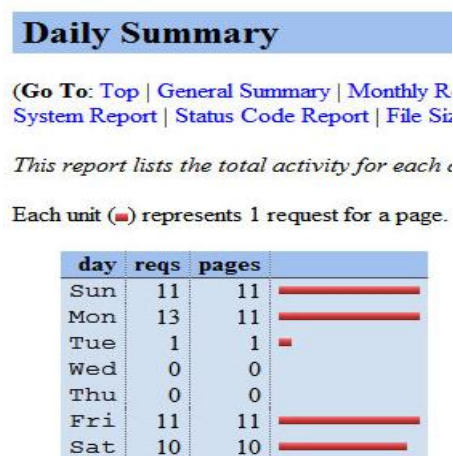 Daily Summary
(Go To: Top | General Summary | Monthly R
System Report | Status Code Report | File Siz
This report lists the total activity for each
Each unit ( ) represents 1 request for a page.
day reqs pages
Sun 11 11
Mon 13 11
Tue 1 1
Wed 0 0
Thu 0 0
Fri 11 11
Sat 10 10